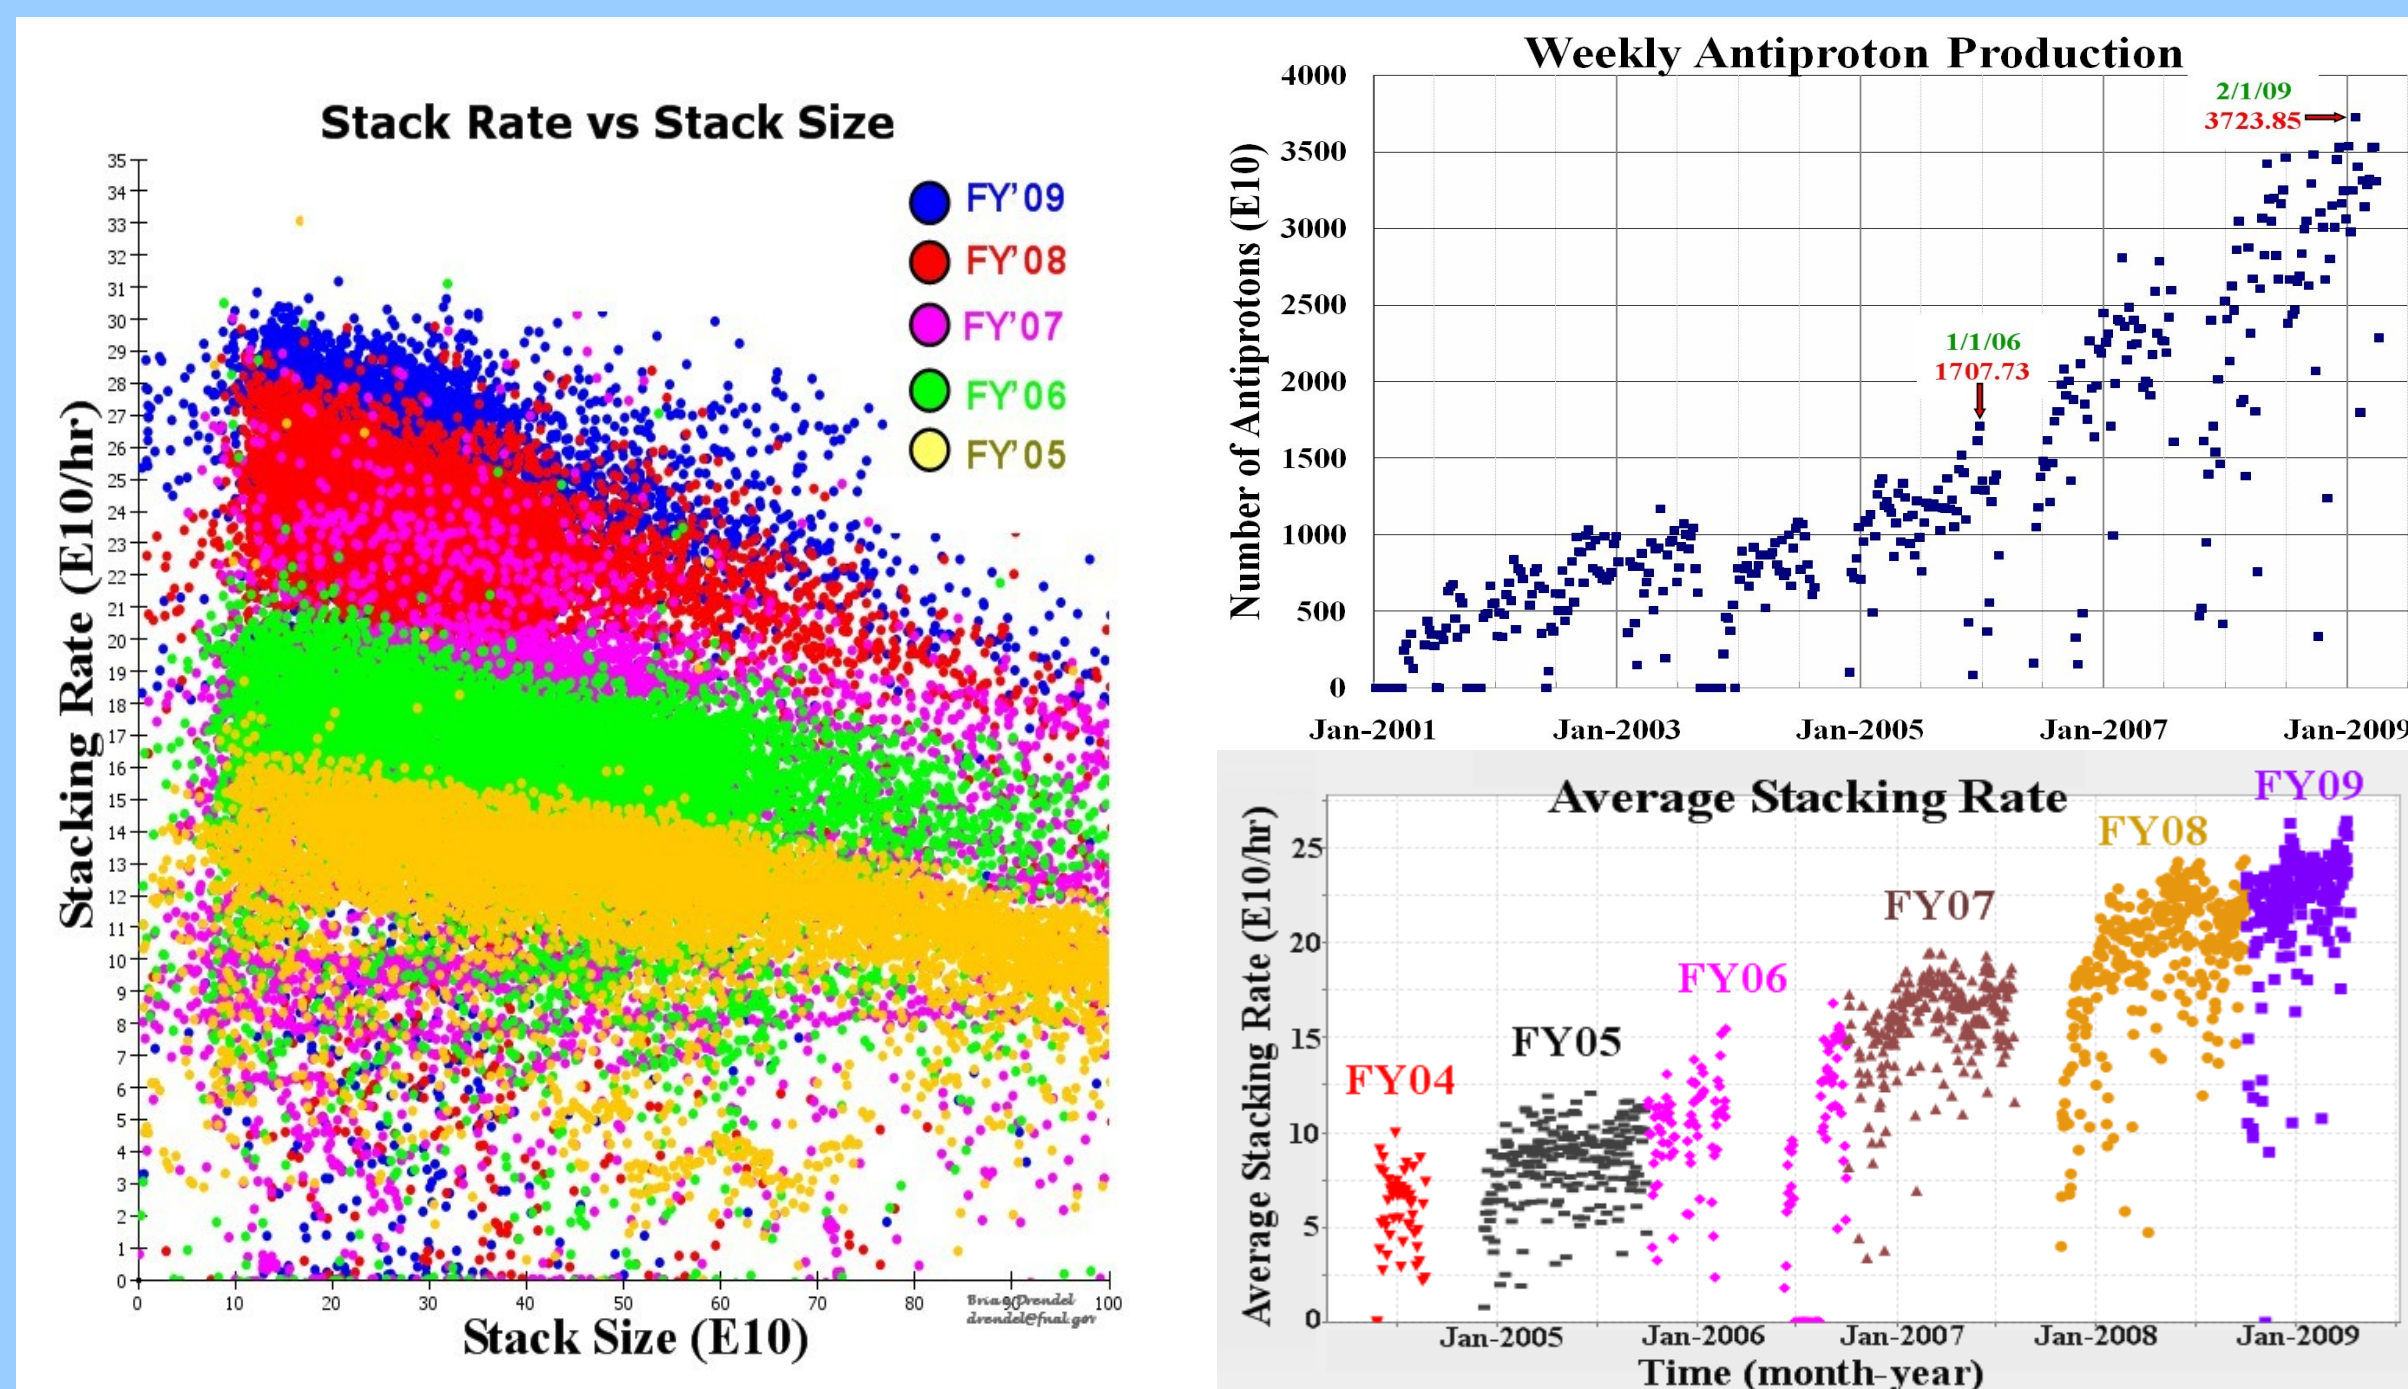 Stack Rate vs Stack Size
Stacking Rate (E10/hr)
35
34
33
32
31
30
29
28
27
26
25
24
23
22
21
20
19
18
17
16
15
14
13
12
11
10
9
8
7
6
5
4
3
2
1
0
FY'09
FY'08
FY'07
FY'06
FY'05
0 10 20 30 40 50 60 70 80 90 100
Brian Drendel
drendel@fnal.gov
Stack Size (E10)
Weekly Antiproton Production
Number of Antiprotons (E10)
4000
3500
3000
2500
2000
1500
1000
500
0
2/1/09
3723.85
1/1/06
1707.73
Jan-2001 Jan-2003 Jan-2005 Jan-2007 Jan-2009
Average Stacking Rate
Average Stacking Rate (E10/hr)
25
20
15
10
5
0
FY04
FY05
FY06
FY07
FY08
FY09
Jan-2005 Jan-2006 Jan-2007 Jan-2008 Jan-2009
Time (month-year)